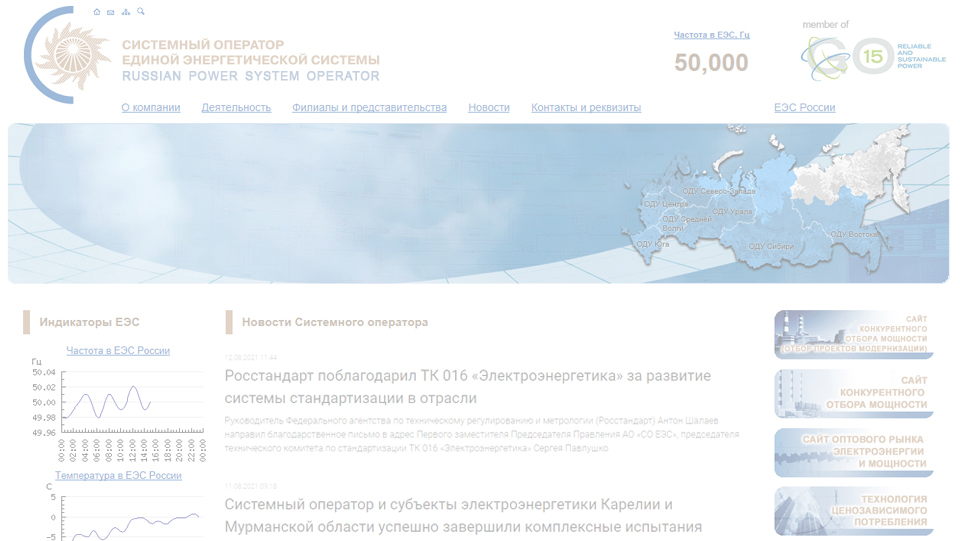 member of
GO15
RELIABLE
AND
SUSTAINABLE
POWER
СИСТЕМНЫЙ ОПЕРАТОР
ЕДИНОЙ ЭНЕРГЕТИЧЕСКОЙ СИСТЕМЫ
RUSSIAN POWER SYSTEM OPERATOR
Частота в ЕЭС, Гц
50,000
О компании Деятельность Филиалы и представительства Новости Контакты и реквизиты ЕЭС России
ОДУ Северо-Запада
ОДУ Центра
ОДУ Урала
ОДУ Средней
Волги
ОДУ Юга
ОДУ Сибири
ОДУ Востока
Индикаторы ЕЭС
Частота в ЕЭС России
Гц
50.04
50.02
50.00
49.98
49.96
00:00 02:00 04:00 06:00 08:00 10:00 12:00 14:00 16:00 18:00 20:00 22:00 00:00
Температура в ЕЭС России
С
5
0
-5
Новости Системного оператора
12.08.2021 11:44
Росстандарт поблагодарил ТК 016 «Электроэнергетика» за развитие
системы стандартизации в отрасли
Руководитель Федерального агентства по техническому регулированию и метрологии (Росстандарт) Антон Шалаев
направил благодарственное письмо в адрес Первого заместителя Председателя Правления АО «СО ЕЭС», председателя
технического комитета по стандартизации ТК 016 «Электроэнергетика» Сергея Павлушко.
11.08.2021 09:18
Системный оператор и субъекты электроэнергетики Карелии и
Мурманской области успешно завершили комплексные испытания
САЙТ
КОНКУРЕНТНОГО
ОТБОРА МОЩНОСТИ
(ОТБОР ПРОЕКТОВ МОДЕРНИЗАЦИИ)
САЙТ
КОНКУРЕНТНОГО
ОТБОРА МОЩНОСТИ
САЙТ ОПТОВОГО РЫНКА
ЭЛЕКТРОЭНЕРГИИ
И МОЩНОСТИ
ТЕХНОЛОГИЯ
ЦЕНОЗАВИСИМОГО
ПОТРЕБЛЕНИЯ